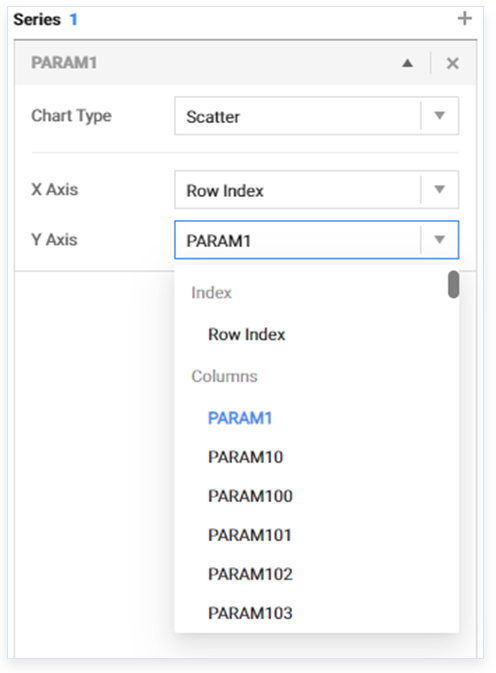 Series 1
PARAM1
Chart Type Scatter
X Axis Row Index
Y Axis PARAM1
Index
Row Index
Columns
PARAM1
PARAM10
PARAM100
PARAM101
PARAM102
PARAM103